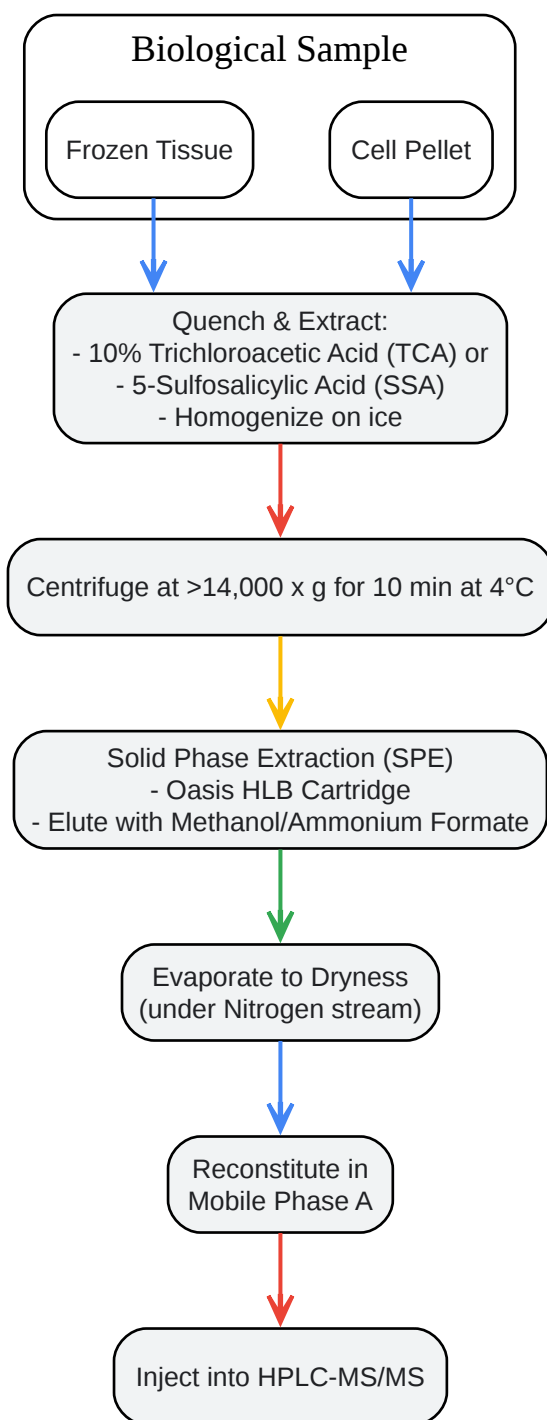 Biological Sample
Frozen Tissue
Cell Pellet
Quench & Extract:
- 10% Trichloroacetic Acid (TCA) or
- 5-Sulfosalicylic Acid (SSA)
- Homogenize on ice
Centrifuge at >14,000 x g for 10 min at 4°C
Solid Phase Extraction (SPE)
- Oasis HLB Cartridge
- Elute with Methanol/Ammonium Formate
Evaporate to Dryness
(under Nitrogen stream)
Reconstitute in
Mobile Phase A
Inject into HPLC-MS/MS